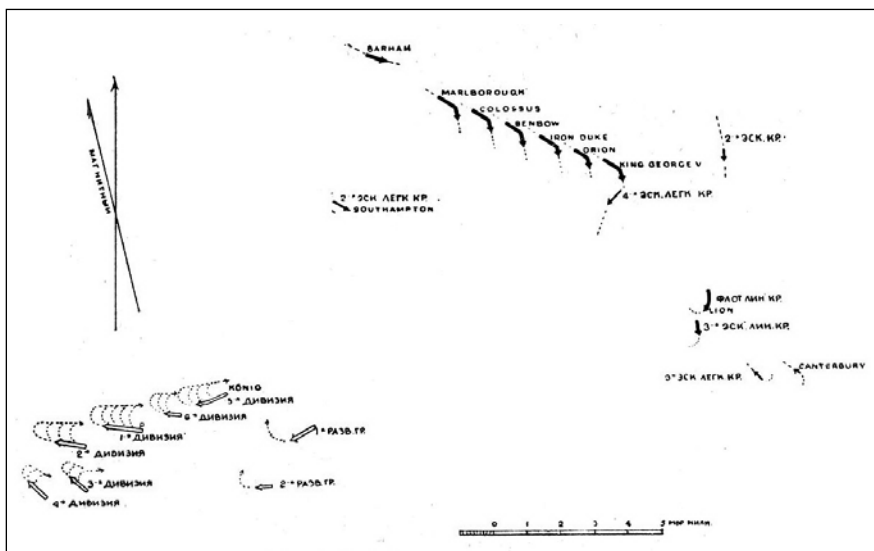 BARHAM
MARLBOROUGH
COLOSSUS
BENBOW
IRON DUKE
ORION
KING GEORGE V
2-я ЭСК. КР.
4-я ЭСК. ЛЕГК. КР.
МАГНИТНЫЙ
2-я ЭСК. ЛЕГК. КР.
SOUTHAMPTON
ФЛОТ ЛИН. КР.
LION
3-я ЭСК. ЛИН. КР.
CANTERBURY
3-я ЭСК. ЛЕГК. КР.
KÖNIG
5-я ДИВИЗИЯ
6-я ДИВИЗИЯ
1-я ДИВИЗИЯ
1-я РАЗВ. ГР.
2-я ДИВИЗИЯ
3-я ДИВИЗИЯ
2-я РАЗВ. ГР.
4-я ДИВИЗИЯ
0 1 2 3 4 5 МОР. МИЛИ.